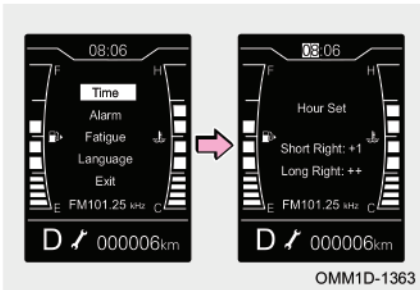 08:06
F H
Time
Alarm
Fatigue
Language
Exit
E FM101.25 kHz C
D 000006km
08:06
F H
Hour Set
Short Right: +1
Long Right: ++
E FM101.25 kHz C
D 000006km
OMM1D-1363